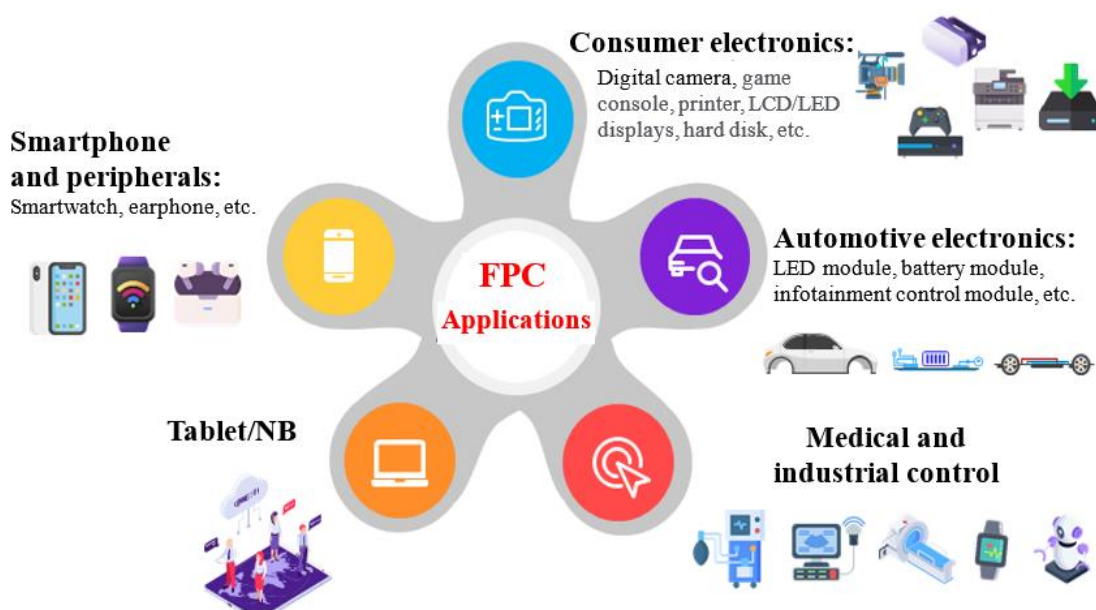 Consumer electronics:
Digital camera, game
console, printer, LCD/LED
displays, hard disk, etc.
Smartphone
and peripherals:
Smartwatch, earphone, etc.
FPC
Applications
Automotive electronics:
LED module, battery module,
infotainment control module, etc.
Tablet/NB
Medical and
industrial control